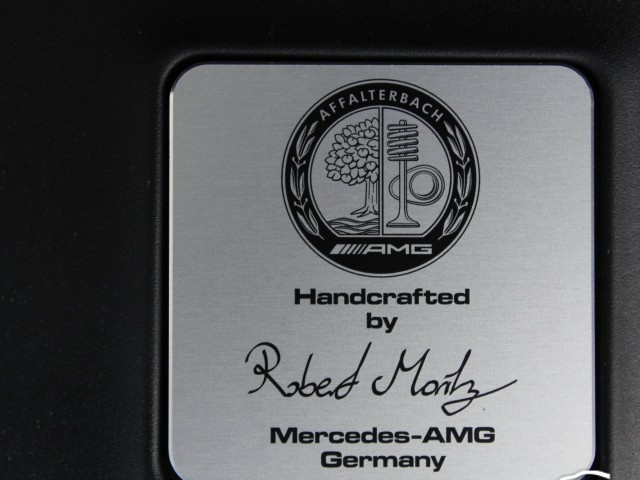 AFFALTERBACH
AMG
Handcrafted
by
Robert Moritz
Mercedes-AMG
Germany